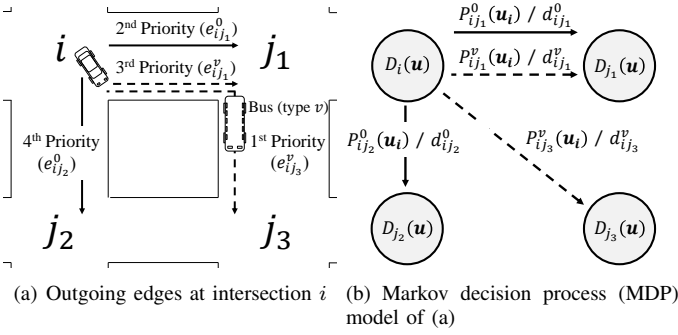 2nd Priority (e^0_{ij_1})
i
j_1
3rd Priority (e^v_{ij_1})
Bus (type v)
4th Priority
(e^0_{ij_2})
1st Priority
(e^v_{ij_3})
j_2
j_3
(a) Outgoing edges at intersection i
P^0_{ij_1}(u_i) / d^0_{ij_1}
D_i(u)
P^v_{ij_1}(u_i) / d^v_{ij_1}
D_{j_1}(u)
P^0_{ij_2}(u_i) / d^0_{ij_2}
P^v_{ij_3}(u_i) / d^v_{ij_3}
D_{j_2}(u)
D_{j_3}(u)
(b) Markov decision process (MDP)
model of (a)